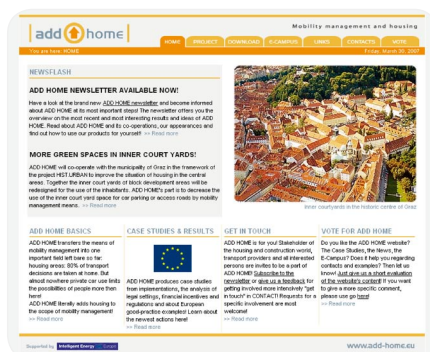 add home
Mobility management and housing
HOME PROJECT DOWNLOAD E-CAMPUS LINKS CONTACTS VOTE
You are here: HOME
Friday, March 30, 2007
NEWSFLASH
ADD HOME NEWSLETTER AVAILABLE NOW!
Have a look at the brand new ADD HOME newsletter and become informed
about ADD HOME at its most important steps! The newsletter offers you the
overview on the most recent and most interesting results and ideas of ADD
HOME. Read about ADD HOME and its co-operations, our appearances and
find out how to use our products for yourself! >> Read more
MORE GREEN SPACES IN INNER COURT YARDS!
ADD HOME will co-operate with the municipality of Graz in the framework of
the project HIST.URBAN to improve the situation of housing in the central
areas. Together the inner court yards of block development areas will be
redesigned for the use of the inhabitants. ADD HOME's part is to decrease the
use of the inner court yard space for car parking or access roads by mobility
management means. >> Read more
Inner courtyards in the historic centre of Graz
ADD HOME BASICS
ADD HOME transfers the means of
mobility management into one
important field left bare so far:
housing areas: 80% of transport
decisions are taken at home. But
almost nowhere private car use limits
the possibilities of people more then
here!
ADD HOME literally adds housing to
the scope of mobility management!
>> Read more
CASE STUDIES & RESULTS
ADD HOME produces case studies
from implementations, the analysis of
legal settings, financial incentives and
regulations and about European
good-practice examples! Learn about
the newest actions here!
>> Read more
GET IN TOUCH
ADD HOME is for you! Stakeholder of
the housing and construction world,
transport providers and all interested
persons are invites to be a part of
ADD HOME! Subscribe to the
newsletter or give us a feedback for
getting involved more intensively "get
in touch" in CONTACT! Requests for a
specific involvement are most
welcome!
>> Read more
VOTE FOR ADD HOME
Do you like the ADD HOME website?
The Case Studies, the News, the
E-Campus? Does it help you regarding
contacts and examples? Then let us
know! Just give us a short evaluation
of the website's content! If you want
to give a more specific comment,
please use go here!
>> Read more
Supported by Intelligent Energy Europe
www.add-home.eu